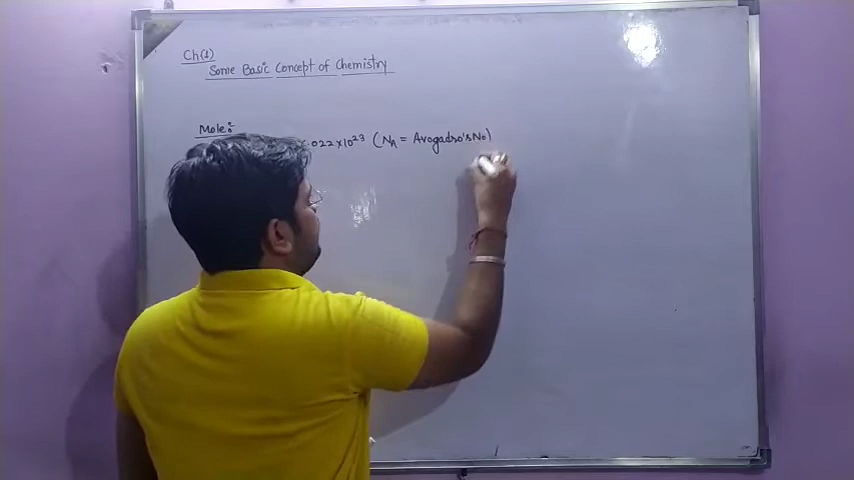 Ch(1)
Some Basic Concept of Chemistry
Mole:-
.022×10²³ (NA = Avogadro's No)